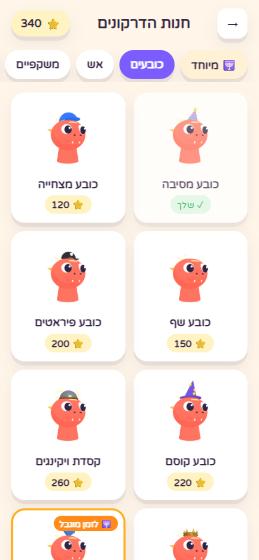 חנות הדרקונים
340
מיוחד
כובעים
אש
משקפיים
כובע מסיבה
✓ שלך
כובע מצחייה
120
כובע שף
150
כובע פיראטים
200
כובע קוסם
220
קסדת ויקינגים
260
לזמן מוגבל